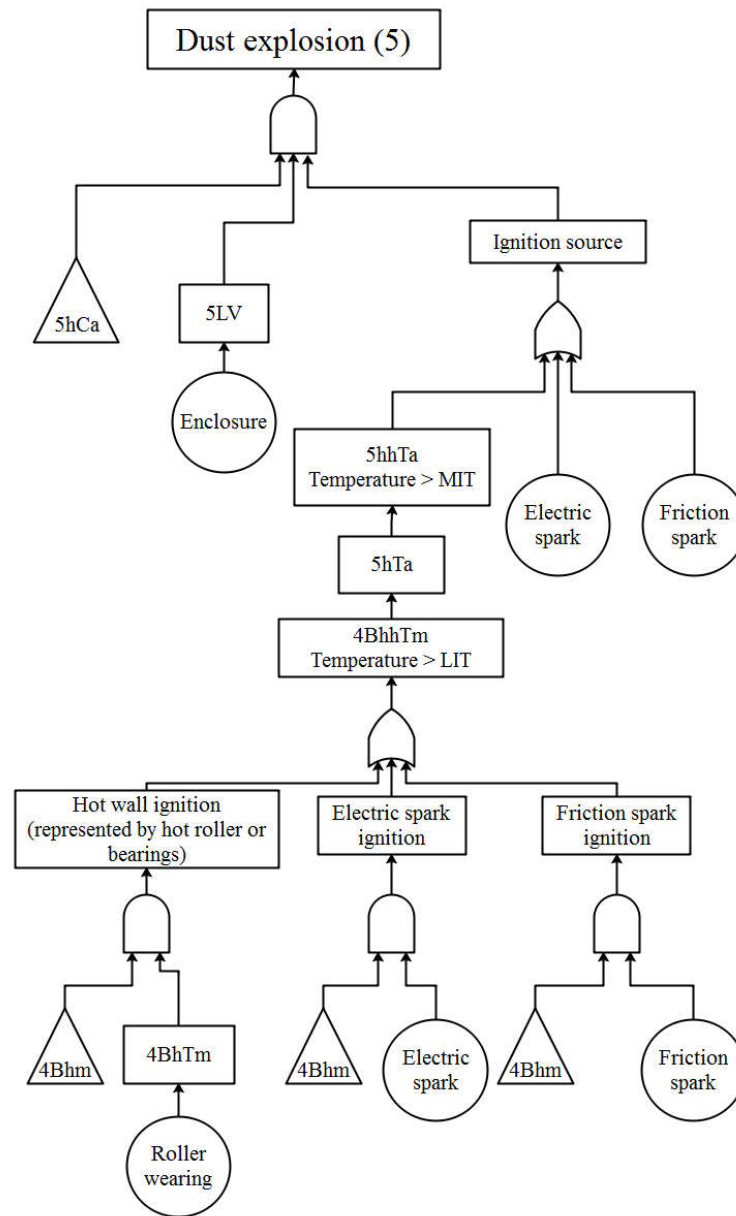 Dust explosion (5)
Ignition source
5hCa
5LV
Enclosure
5hhTa
Temperature > MIT
Electric
spark
Friction
spark
5hTa
4BhhTm
Temperature > LIT
Hot wall ignition
(represented by hot roller or
bearings)
Electric spark
ignition
Friction spark
ignition
4Bhm
4BhTm
4Bhm
Electric
spark
4Bhm
Friction
spark
Roller
wearing